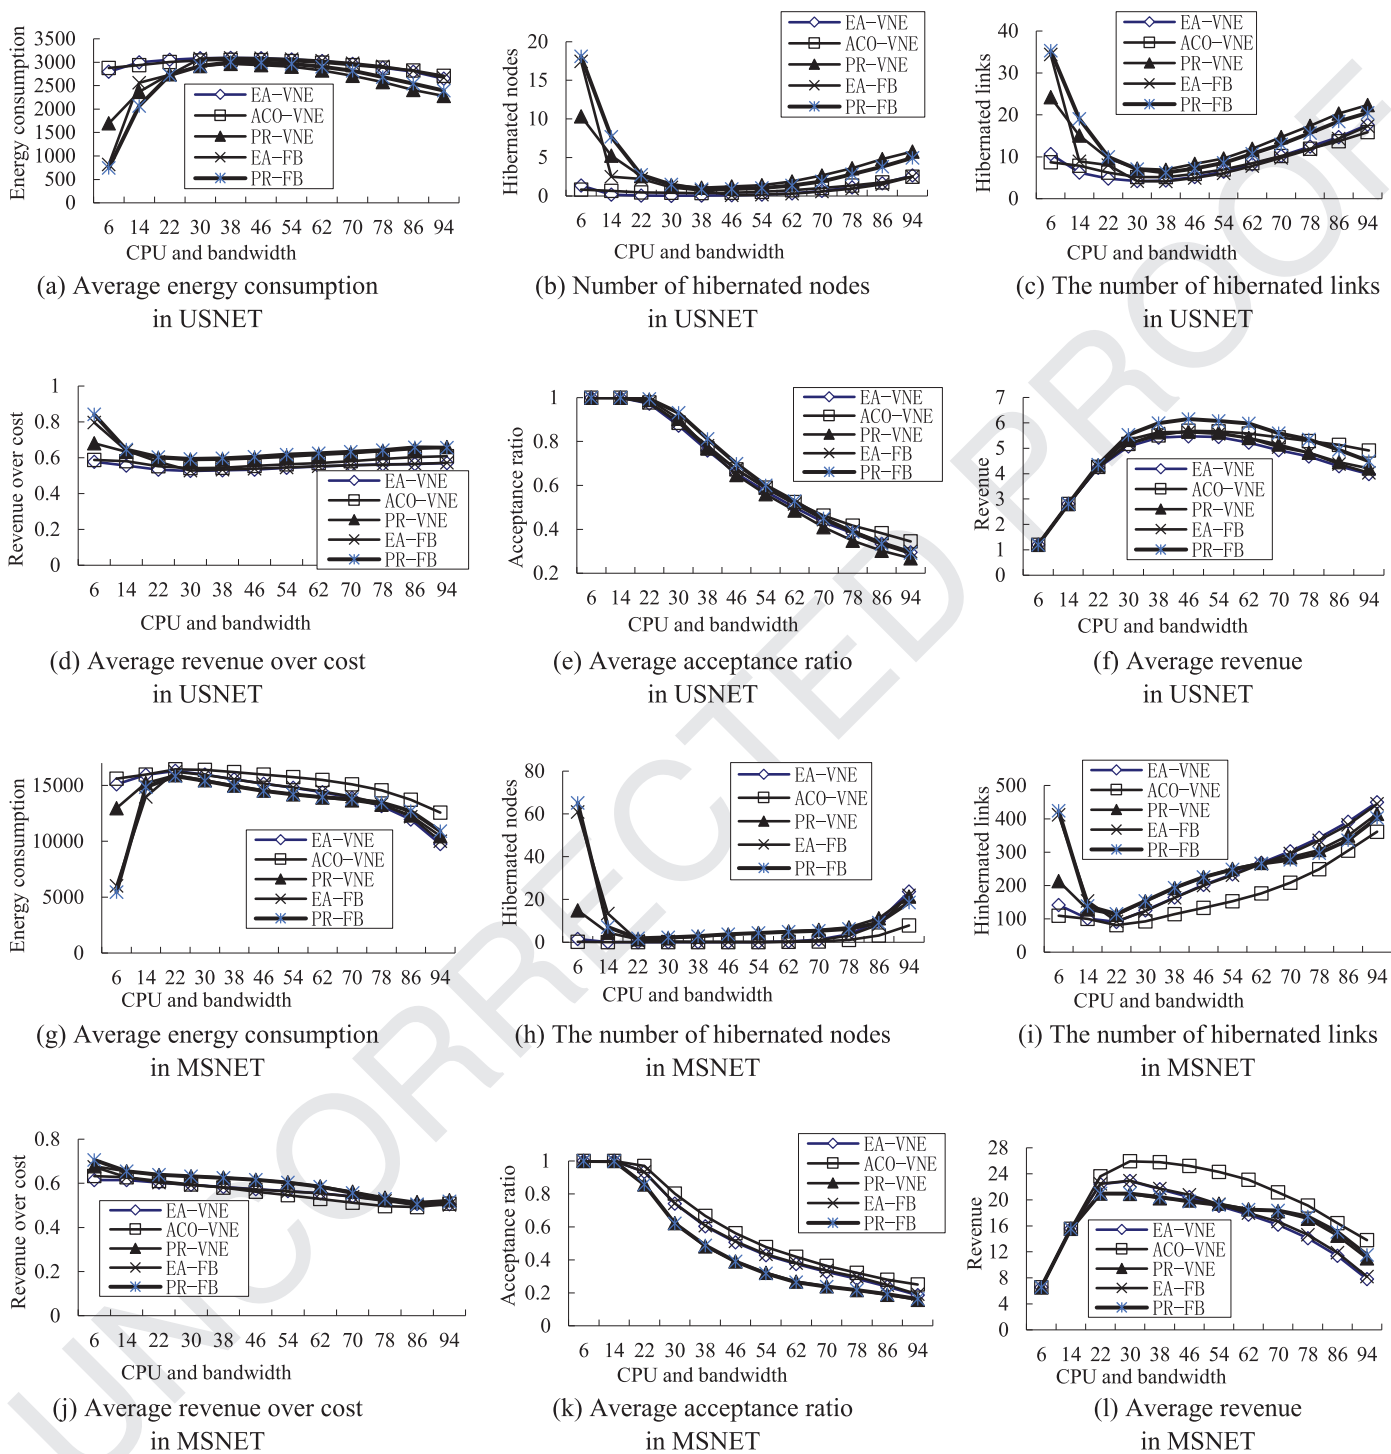 Energy consumption
3500
3000
2500
2000
1500
1000
500
0
6 14 22 30 38 46 54 62 70 78 86 94
CPU and bandwidth
EA-VNE
ACO-VNE
PR-VNE
EA-FB
PR-FB
(a) Average energy consumption
in USNET
Hibernated nodes
20
15
10
5
0
6 14 22 30 38 46 54 62 70 78 86 94
CPU and bandwidth
EA-VNE
ACO-VNE
PR-VNE
EA-FB
PR-FB
(b) Number of hibernated nodes
in USNET
Hibernated links
40
30
20
10
0
6 14 22 30 38 46 54 62 70 78 86 94
CPU and bandwidth
EA-VNE
ACO-VNE
PR-VNE
EA-FB
PR-FB
(c) The number of hibernated links
in USNET
Revenue over cost
1
0.8
0.6
0.4
0.2
0
6 14 22 30 38 46 54 62 70 78 86 94
CPU and bandwidth
EA-VNE
ACO-VNE
PR-VNE
EA-FB
PR-FB
(d) Average revenue over cost
in USNET
Acceptance ratio
1
0.8
0.6
0.4
0.2
6 14 22 30 38 46 54 62 70 78 86 94
CPU and bandwidth
EA-VNE
ACO-VNE
PR-VNE
EA-FB
PR-FB
(e) Average acceptance ratio
in USNET
Revenue
7
6
5
4
3
2
1
0
6 14 22 30 38 46 54 62 70 78 86 94
CPU and bandwidth
EA-VNE
ACO-VNE
PR-VNE
EA-FB
PR-FB
(f) Average revenue
in USNET
Energy consumption
15000
10000
5000
0
6 14 22 30 38 46 54 62 70 78 86 94
CPU and bandwidth
EA-VNE
ACO-VNE
PR-VNE
EA-FB
PR-FB
(g) Average energy consumption
in MSNET
Hibernated nodes
80
60
40
20
0
6 14 22 30 38 46 54 62 70 78 86 94
CPU and bandwidth
EA-VNE
ACO-VNE
PR-VNE
EA-FB
PR-FB
(h) The number of hibernated nodes
in MSNET
Hinbernated links
500
400
300
200
100
0
6 14 22 30 38 46 54 62 70 78 86 94
CPU and bandwidth
EA-VNE
ACO-VNE
PR-VNE
EA-FB
PR-FB
(i) The number of hibernated links
in MSNET
Revenue over cost
0.8
0.6
0.4
0.2
0
6 14 22 30 38 46 54 62 70 78 86 94
CPU and bandwidth
EA-VNE
ACO-VNE
PR-VNE
EA-FB
PR-FB
(j) Average revenue over cost
in MSNET
Acceptance ratio
1
0.8
0.6
0.4
0.2
0
6 14 22 30 38 46 54 62 70 78 86 94
CPU and bandwidth
EA-VNE
ACO-VNE
PR-VNE
EA-FB
PR-FB
(k) Average acceptance ratio
in MSNET
Revenue
28
24
20
16
12
8
4
0
6 14 22 30 38 46 54 62 70 78 86 94
CPU and bandwidth
EA-VNE
ACO-VNE
PR-VNE
EA-FB
PR-FB
(l) Average revenue
in MSNET
UNCORRECTED PROOF